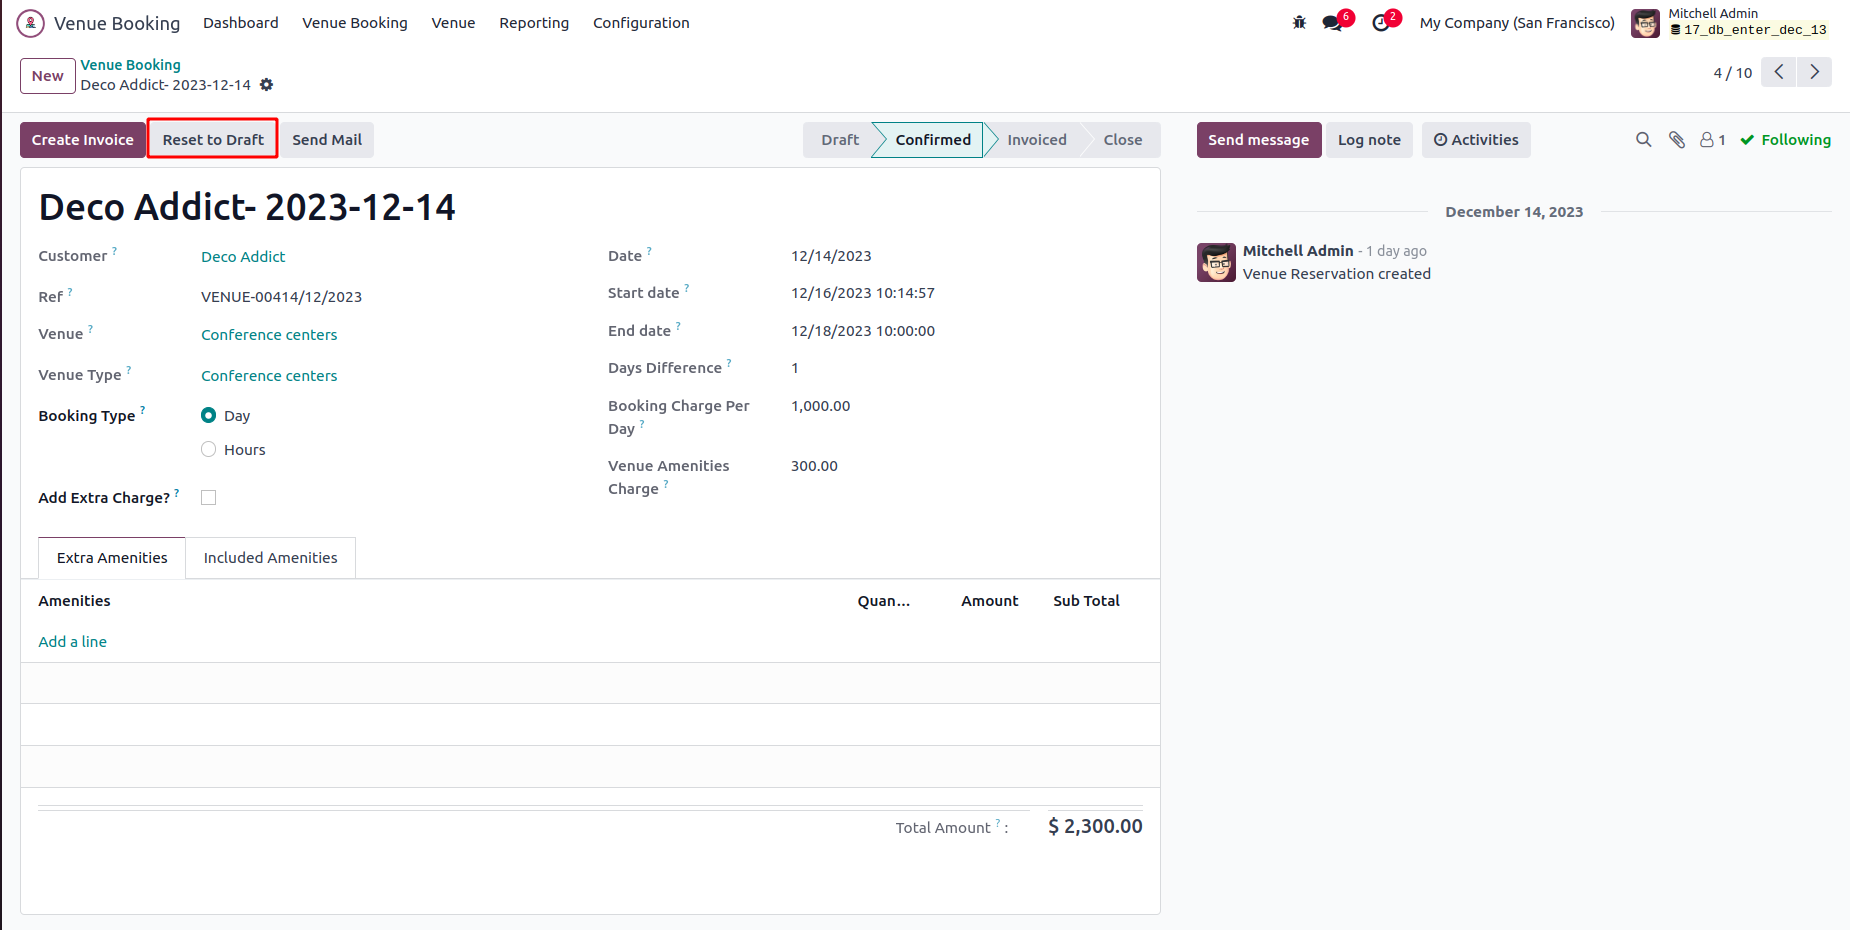 Venue Booking Dashboard Venue Booking Venue Reporting Configuration 6 2 My Company (San Francisco) Mitchell Admin
17_db_enter_dec_13
New Venue Booking
Deco Addict- 2023-12-14
4 / 10
Create Invoice Reset to Draft Send Mail Draft Confirmed Invoiced Close
Send message Log note Activities 1 Following
Deco Addict- 2023-12-14
Customer ? Deco Addict
Ref ? VENUE-00414/12/2023
Venue ? Conference centers
Venue Type ? Conference centers
Booking Type ? Day
Hours
Add Extra Charge? ?
Date ? 12/14/2023
Start date ? 12/16/2023 10:14:57
End date ? 12/18/2023 10:00:00
Days Difference ? 1
Booking Charge Per 1,000.00
Day ?
Venue Amenities 300.00
Charge ?
Extra Amenities Included Amenities
Amenities Quan... Amount Sub Total
Add a line
Total Amount ? : $ 2,300.00
December 14, 2023
Mitchell Admin - 1 day ago
Venue Reservation created